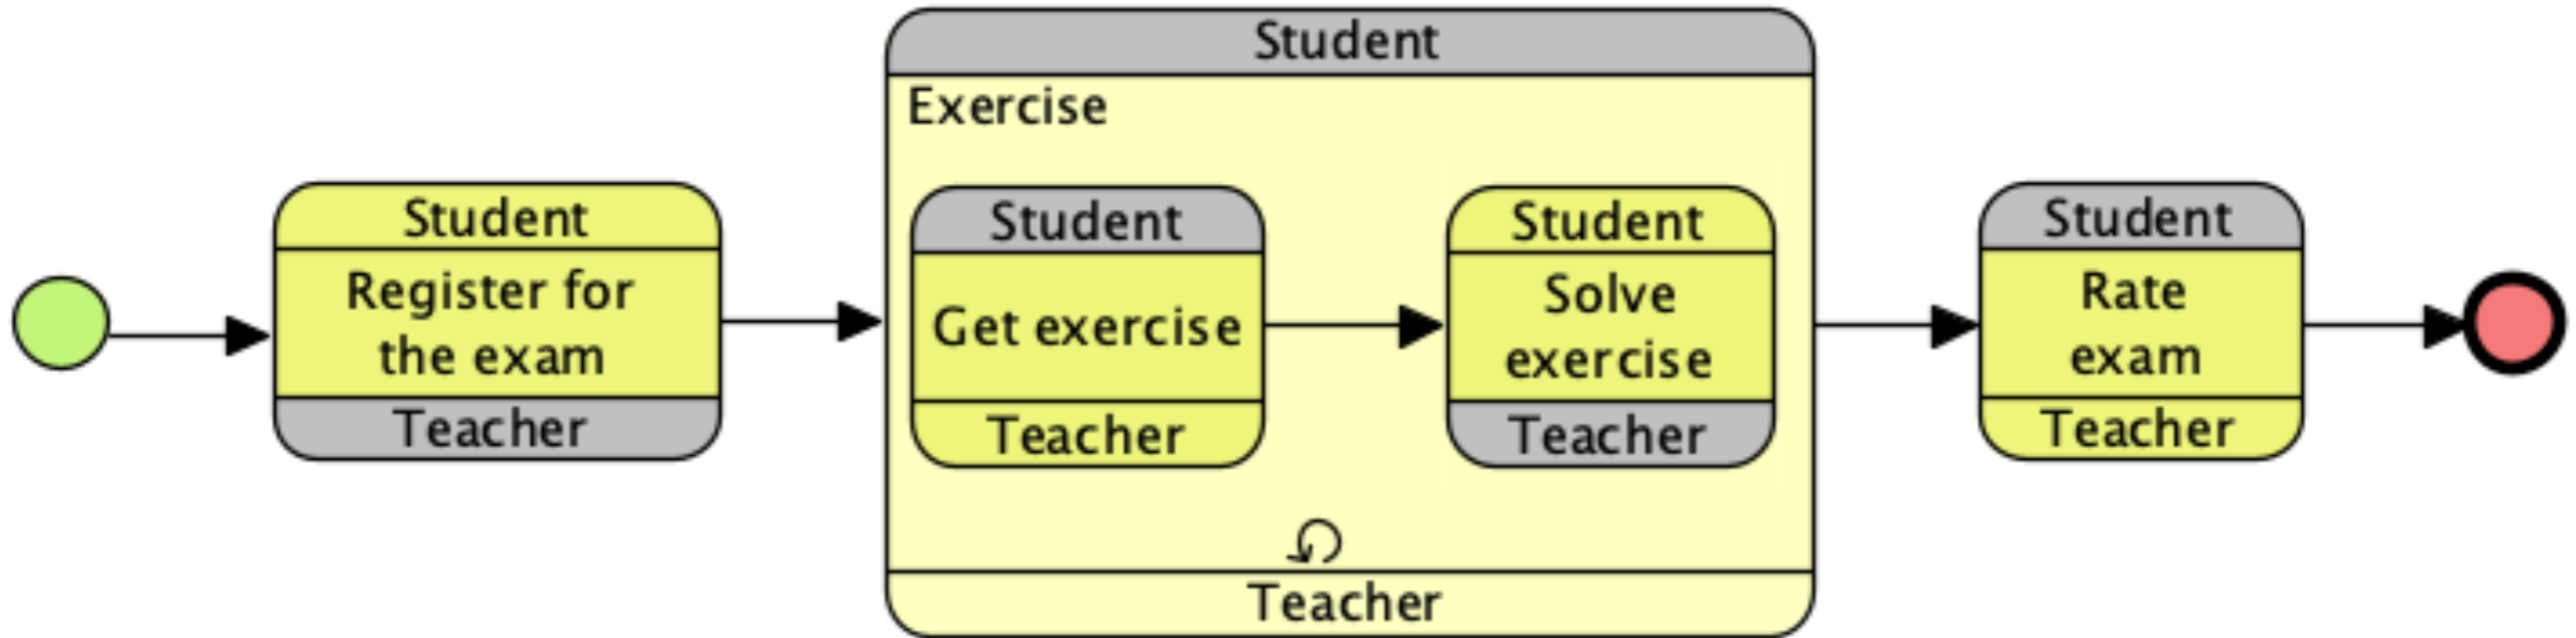 Student
Register for
the exam
Teacher
Student
Exercise
Student
Get exercise
Teacher
Student
Solve
exercise
Teacher
Teacher
Student
Rate
exam
Teacher